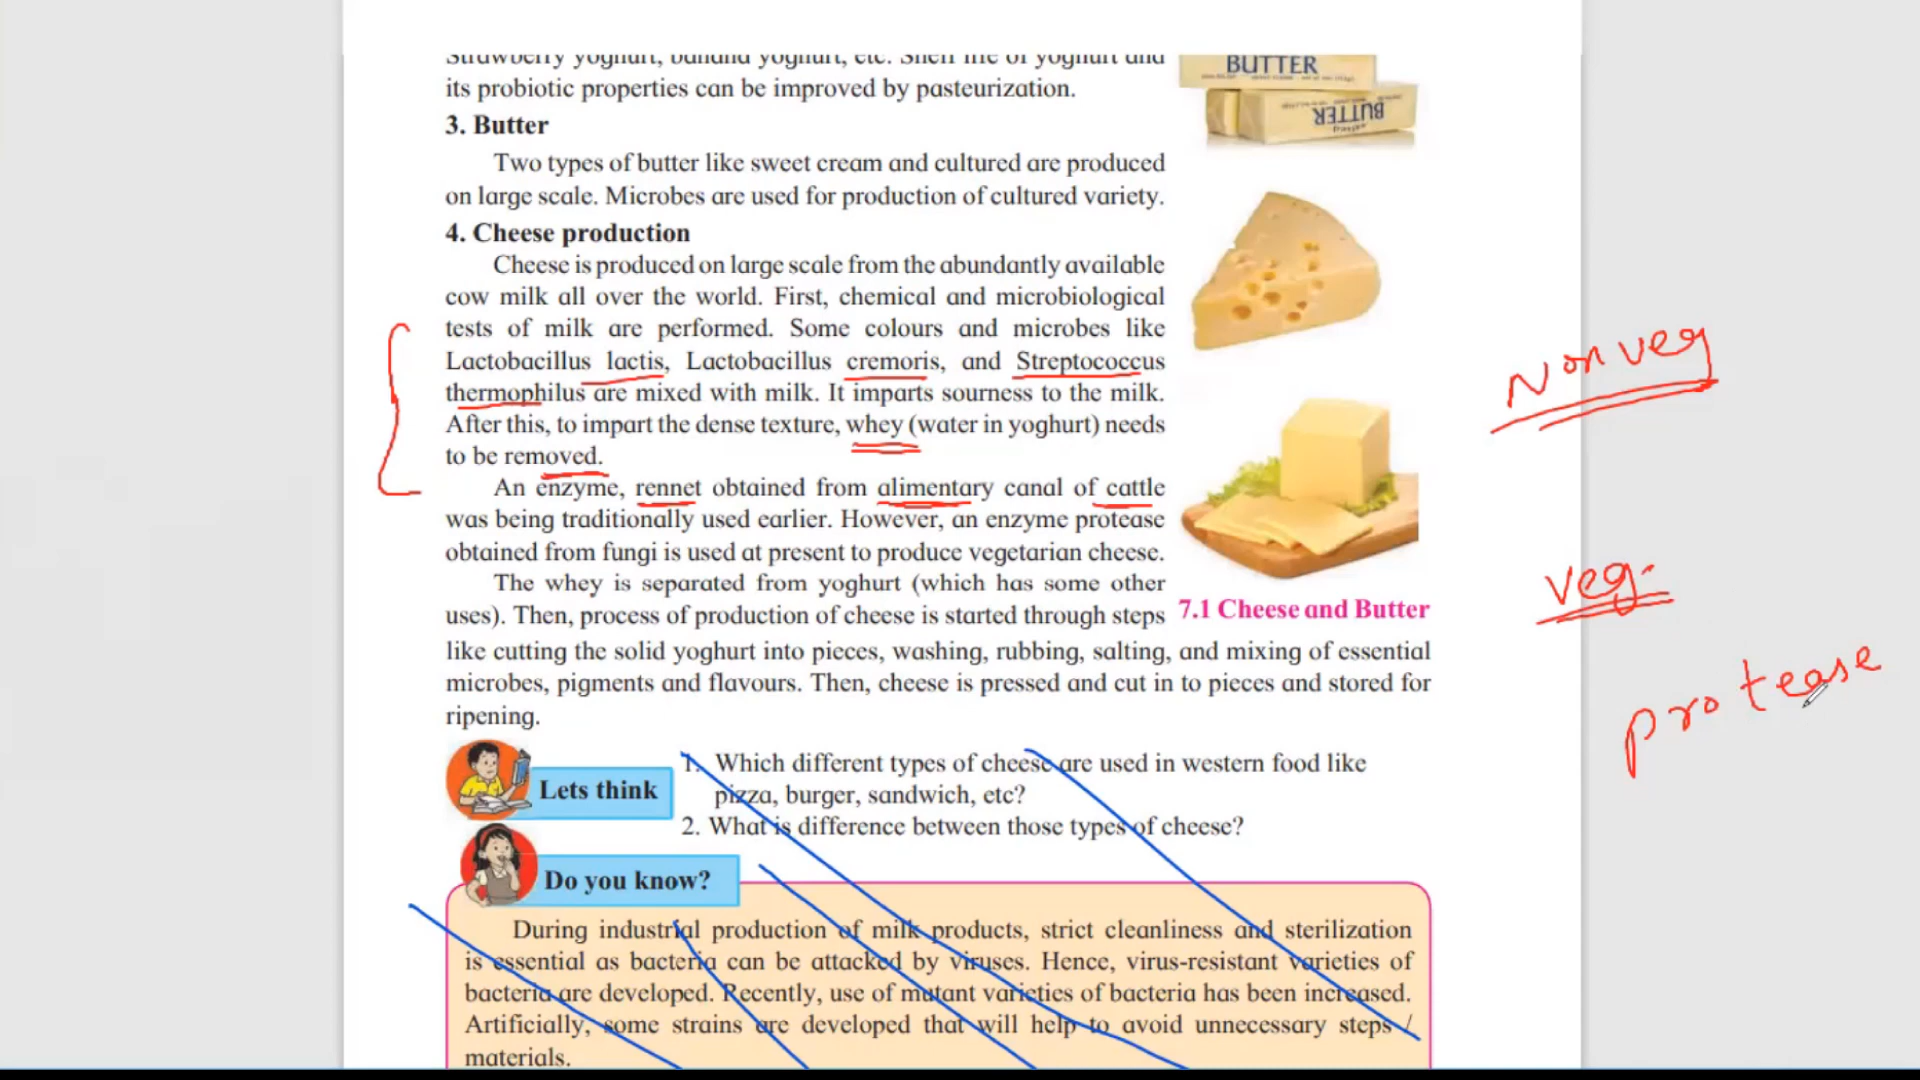 Strawberry yoghurt, banana yoghurt, etc. Shelf life of yoghurt and
its probiotic properties can be improved by pasteurization.
3. Butter
Two types of butter like sweet cream and cultured are produced
on large scale. Microbes are used for production of cultured variety.
4. Cheese production
Cheese is produced on large scale from the abundantly available
cow milk all over the world. First, chemical and microbiological
tests of milk are performed. Some colours and microbes like
Lactobacillus lactis, Lactobacillus cremoris, and Streptococcus
thermophilus are mixed with milk. It imparts sourness to the milk.
After this, to impart the dense texture, whey (water in yoghurt) needs
to be removed.
An enzyme, rennet obtained from alimentary canal of cattle
was being traditionally used earlier. However, an enzyme protease
obtained from fungi is used at present to produce vegetarian cheese.
The whey is separated from yoghurt (which has some other
uses). Then, process of production of cheese is started through steps
like cutting the solid yoghurt into pieces, washing, rubbing, salting, and mixing of essential
microbes, pigments and flavours. Then, cheese is pressed and cut in to pieces and stored for
ripening.
BUTTER
BUTTER
7.1 Cheese and Butter
Non veg
veg.
protease
Lets think
1. Which different types of cheese are used in western food like
pizza, burger, sandwich, etc?
2. What is difference between those types of cheese?
Do you know?
During industrial production of milk products, strict cleanliness and sterilization
is essential as bacteria can be attacked by viruses. Hence, virus-resistant varieties of
bacteria are developed. Recently, use of mutant varieties of bacteria has been increased.
Artificially, some strains are developed that will help to avoid unnecessary steps /
materials.